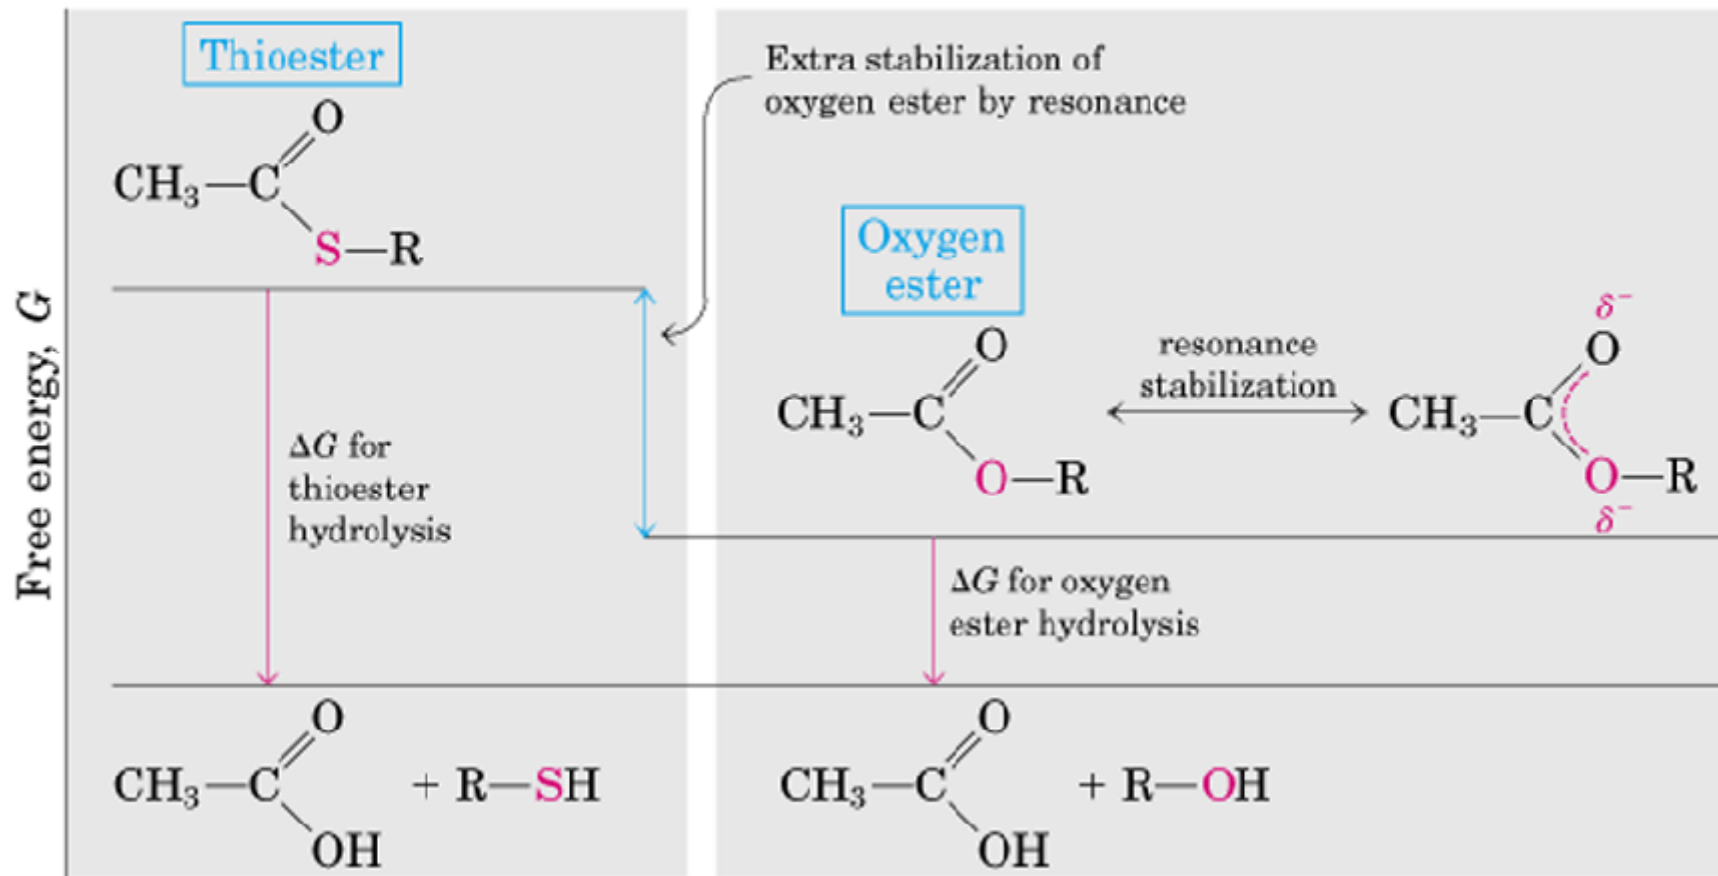 Free energy, G
Thioester
O
CH₃—C
S—R
Extra stabilization of
oxygen ester by resonance
Oxygen
ester
O
CH₃—C
O—R
resonance
stabilization
δ⁻
O
CH₃—C
O—R
δ⁻
ΔG for
thioester
hydrolysis
ΔG for oxygen
ester hydrolysis
O
CH₃—C + R—SH
OH
O
CH₃—C + R—OH
OH